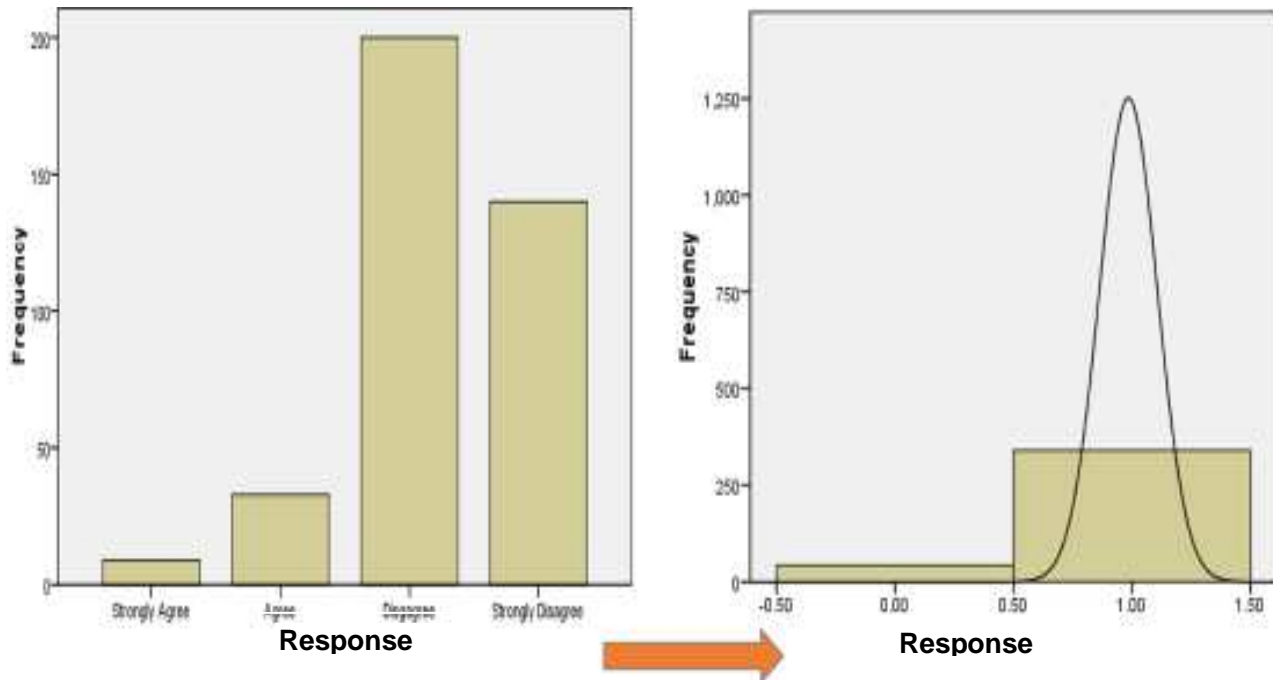 Frequency
200
150
100
50
0
Strongly Agree
Agree
Disagree
Strongly Disagree
Response
Frequency
1,250
1,000
750
500
250
0
-0.50
0.00
0.50
1.00
1.50
Response